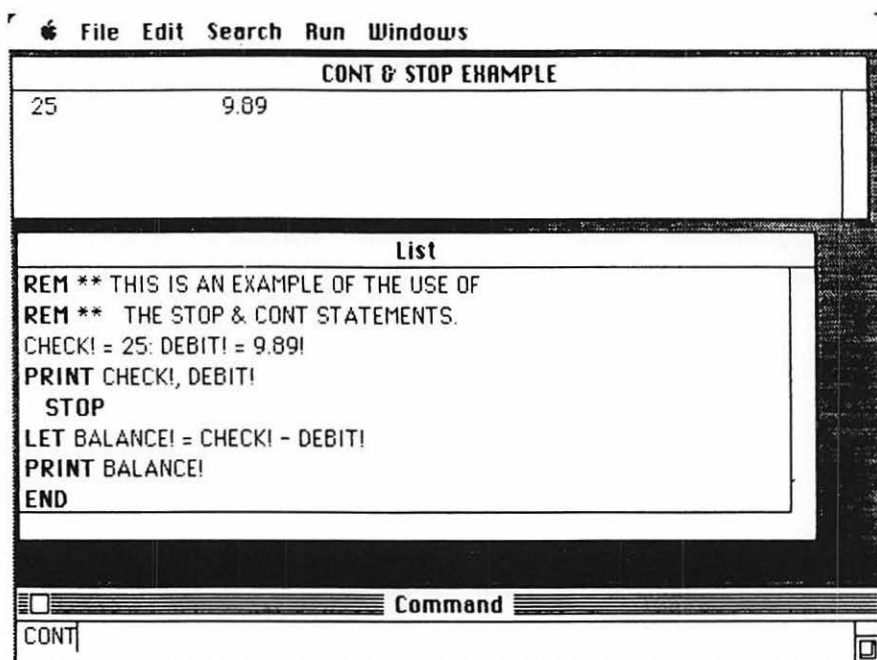 File Edit Search Run Windows
CONT & STOP EXAMPLE
25 9.89
List
REM ** THIS IS AN EXAMPLE OF THE USE OF
REM ** THE STOP & CONT STATEMENTS.
CHECK! = 25: DEBIT! = 9.89!
PRINT CHECK!, DEBIT!
STOP
LET BALANCE! = CHECK! - DEBIT!
PRINT BALANCE!
END
Command
CONT